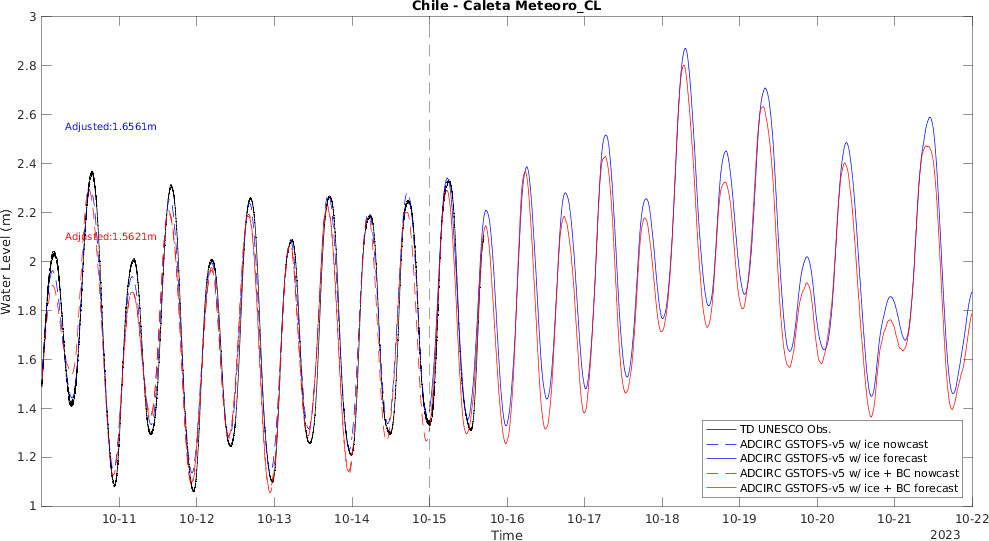 Chile - Caleta Meteoro_CL
3
2.8
2.6
2.4
2.2
2
1.8
1.6
1.4
1.2
1
Water Level (m)
Adjusted:1.6561m
Adjusted:1.5621m
TD UNESCO Obs.
ADCIRC GSTOFS-v5 w/ ice nowcast
ADCIRC GSTOFS-v5 w/ ice forecast
ADCIRC GSTOFS-v5 w/ ice + BC nowcast
ADCIRC GSTOFS-v5 w/ ice + BC forecast
10-11 10-12 10-13 10-14 10-15 10-16 10-17 10-18 10-19 10-20 10-21 10-22
Time
2023